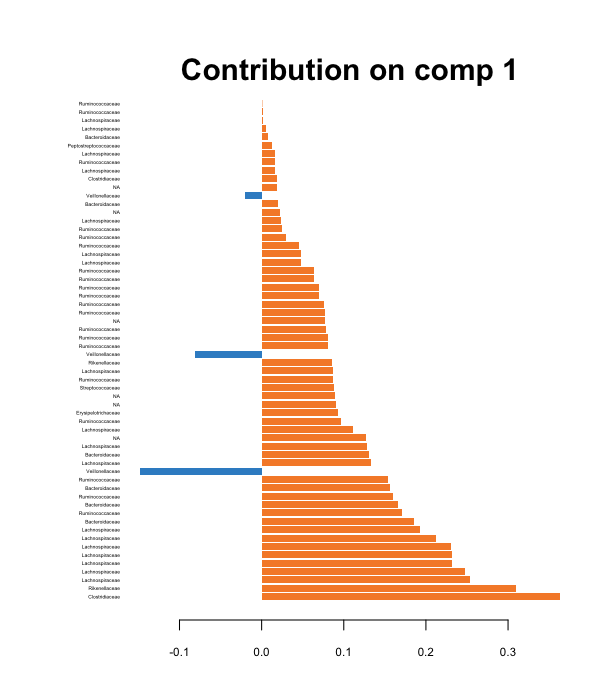 Contribution on comp 1
Ruminococcaceae
Ruminococcaceae
Lachnospiraceae
Lachnospiraceae
Bacteroidaceae
Peptostreptococcaceae
Lachnospiraceae
Ruminococcaceae
Lachnospiraceae
Clostridiaceae
NA
Veillonellaceae
Bacteroidaceae
NA
Lachnospiraceae
Ruminococcaceae
Ruminococcaceae
Ruminococcaceae
Lachnospiraceae
Lachnospiraceae
Ruminococcaceae
Ruminococcaceae
Ruminococcaceae
Ruminococcaceae
Ruminococcaceae
Ruminococcaceae
NA
Ruminococcaceae
Ruminococcaceae
Ruminococcaceae
Veillonellaceae
Rikenellaceae
Lachnospiraceae
Ruminococcaceae
Streptococcaceae
NA
NA
Erysipelotrichaceae
Ruminococcaceae
Lachnospiraceae
NA
Lachnospiraceae
Bacteroidaceae
Lachnospiraceae
Veillonellaceae
Ruminococcaceae
Bacteroidaceae
Ruminococcaceae
Bacteroidaceae
Ruminococcaceae
Bacteroidaceae
Lachnospiraceae
Lachnospiraceae
Lachnospiraceae
Lachnospiraceae
Lachnospiraceae
Lachnospiraceae
Lachnospiraceae
Rikenellaceae
Clostridiaceae
-0.1 0.0 0.1 0.2 0.3